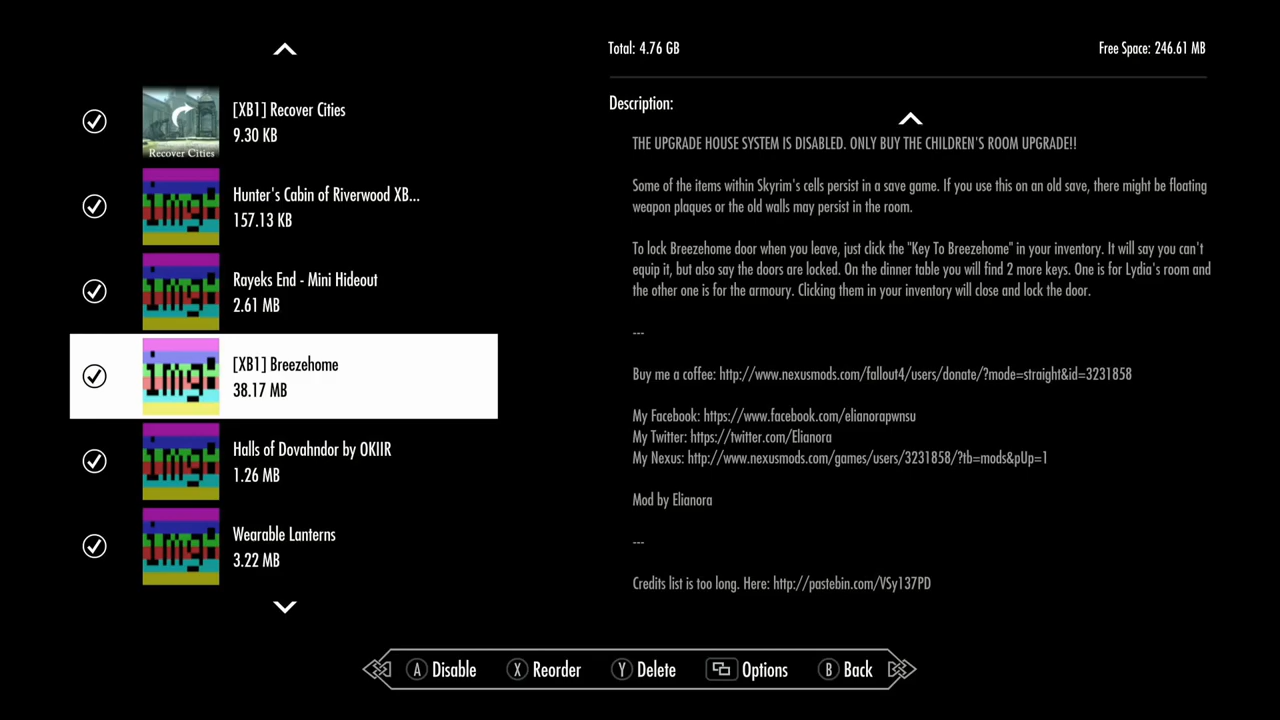 Total: 4.76 GB
Free Space: 246.61 MB
[XB1] Recover Cities
9.30 KB
Recover Cities
Hunter's Cabin of Riverwood XB...
157.13 KB
img?
Rayeks End - Mini Hideout
2.61 MB
img?
[XB1] Breezehome
38.17 MB
img?
Halls of Dovahndor by OKIIR
1.26 MB
img?
Wearable Lanterns
3.22 MB
img?
Description:
THE UPGRADE HOUSE SYSTEM IS DISABLED. ONLY BUY THE CHILDREN'S ROOM UPGRADE!!
Some of the items within Skyrim's cells persist in a save game. If you use this on an old save, there might be floating
weapon plaques or the old walls may persist in the room.
To lock Breezehome door when you leave, just click the "Key To Breezehome" in your inventory. It will say you can't
equip it, but also say the doors are locked. On the dinner table you will find 2 more keys. One is for Lydia's room and
the other one is for the armoury. Clicking them in your inventory will close and lock the door.
---
Buy me a coffee: http://www.nexusmods.com/fallout4/users/donate/?mode=straight&id=3231858
My Facebook: https://www.facebook.com/elianorapwnsu
My Twitter: https://twitter.com/Elianora
My Nexus: http://www.nexusmods.com/games/users/3231858/?tb=mods&pUp=1
Mod by Elianora
---
Credits list is too long. Here: http://pastebin.com/VSy137PD
A Disable X Reorder Y Delete Options B Back